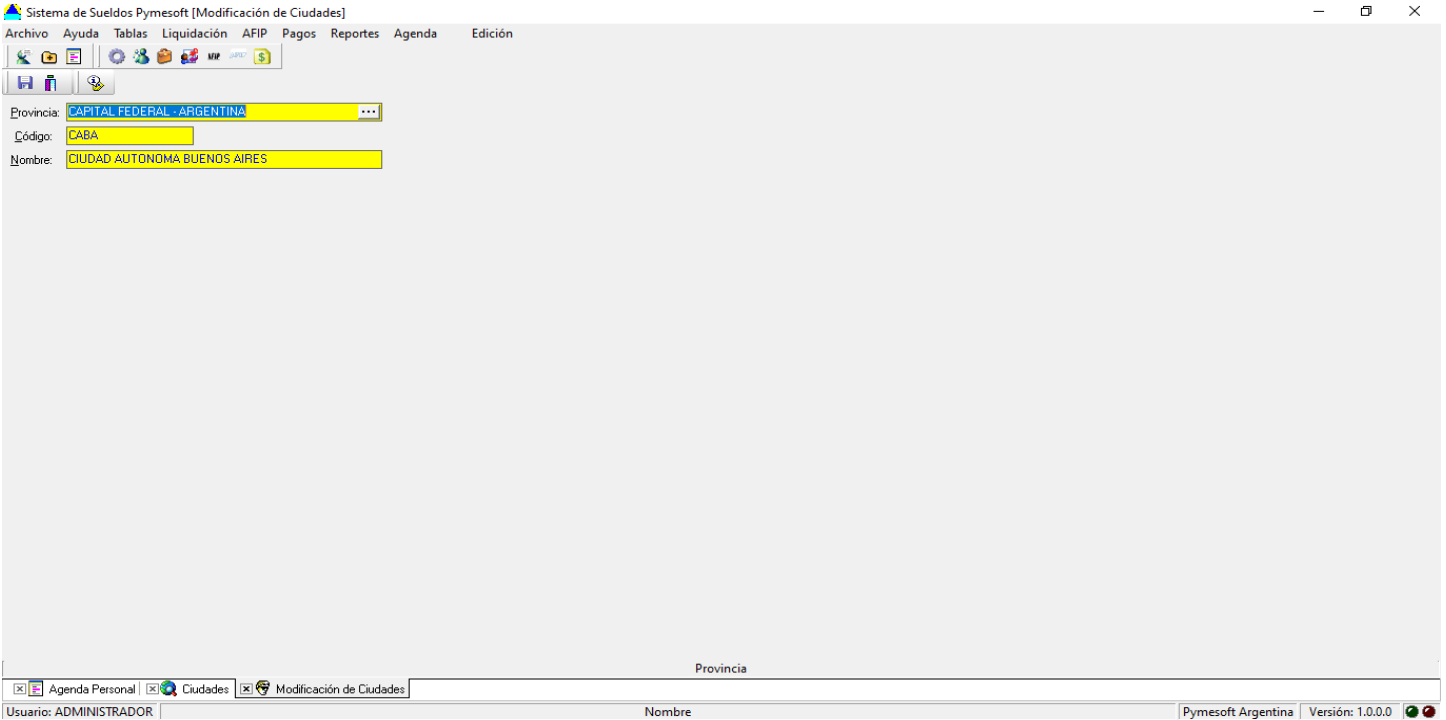 Sistema de Sueldos Pymesoft [Modificación de Ciudades]
Archivo Ayuda Tablas Liquidación AFIP Pagos Reportes Agenda Edición
AFIP
Provincia: CAPITAL FEDERAL - ARGENTINA ...
Código: CABA
Nombre: CIUDAD AUTONOMA BUENOS AIRES
Provincia
Agenda Personal Ciudades Modificación de Ciudades
Usuario: ADMINISTRADOR Nombre Pymesoft Argentina Versión: 1.0.0.0